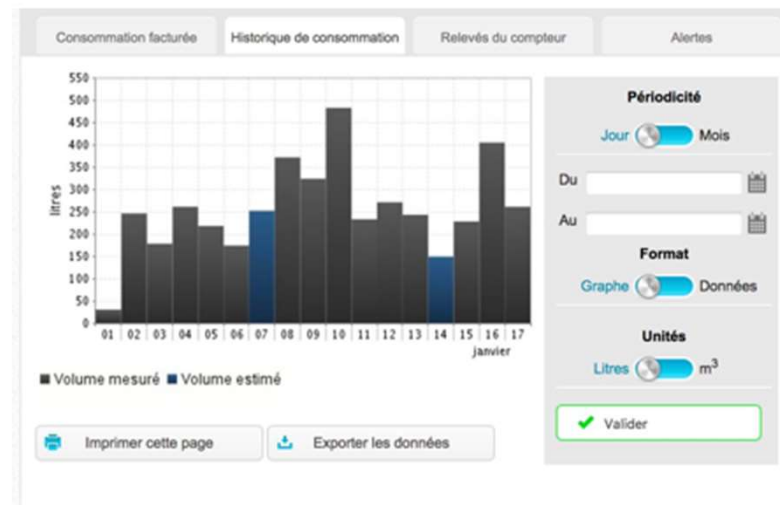 Consommation facturée
Historique de consommation
Relevés du compteur
Alertes
550
500
450
400
350
300
250
200
150
100
50
0
litres
01 02 03 04 05 06 07 08 09 10 11 12 13 14 15 16 17
janvier
Volume mesuré Volume estimé
Imprimer cette page
Exporter les données
Périodicité
Jour Mois
Du
Au
Format
Graphe Données
Unités
Litres m³
Valider